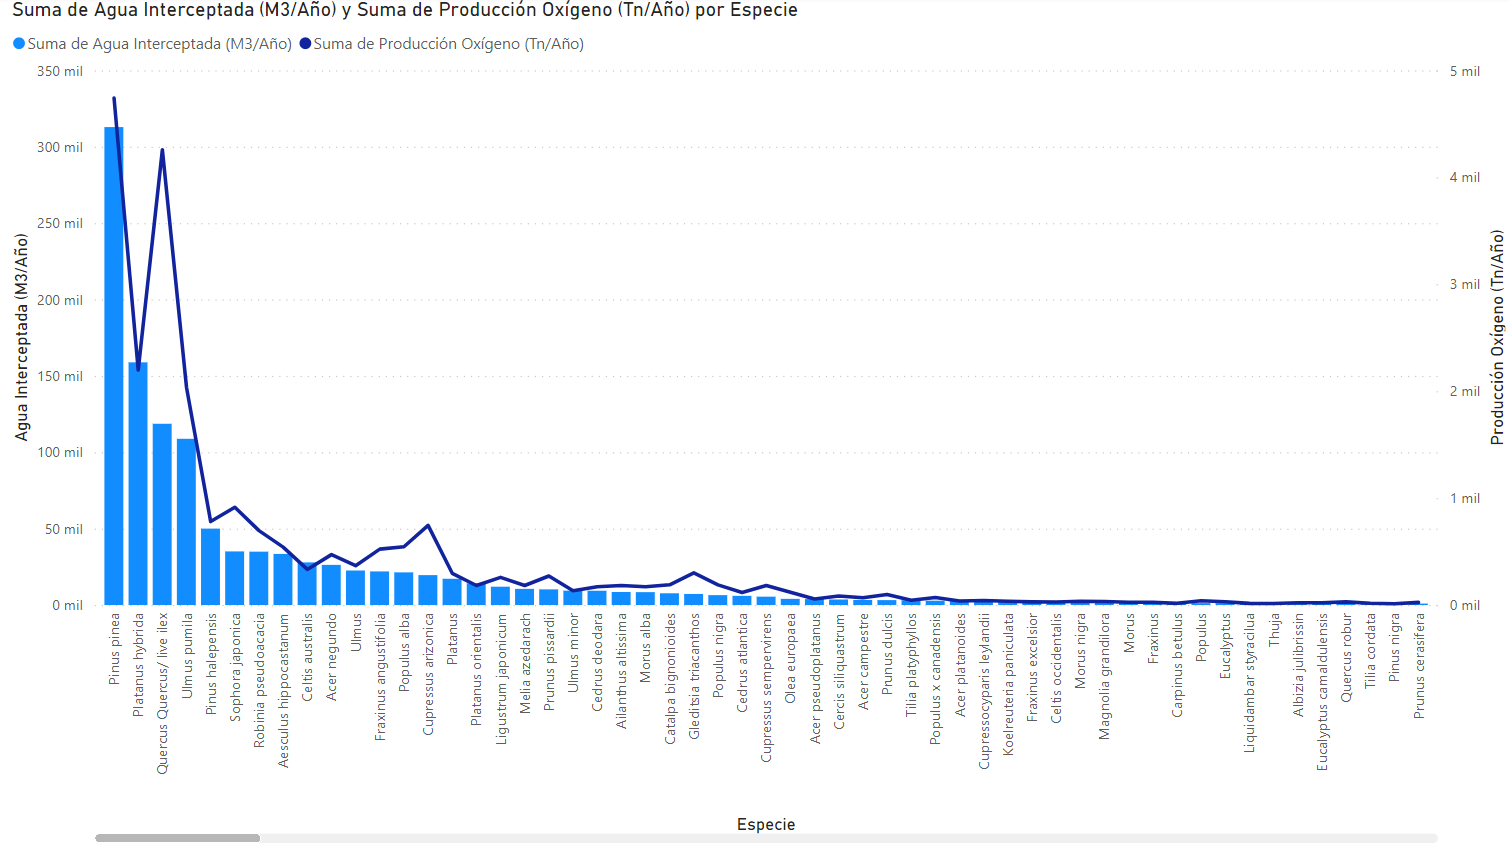 Suma de Agua Interceptada (M3/Año) y Suma de Producción Oxígeno (Tn/Año) por Especie
Suma de Agua Interceptada (M3/Año) Suma de Producción Oxígeno (Tn/Año)
350 mil
300 mil
250 mil
200 mil
150 mil
100 mil
50 mil
0 mil
Agua Interceptada (M3/Año)
5 mil
4 mil
3 mil
2 mil
1 mil
0 mil
Producción Oxígeno (Tn/Año)
Pinus pinea
Platanus hybrida
Quercus Quercus/ live ilex
Ulmus pumila
Pinus halepensis
Sophora japonica
Robinia pseudoacacia
Aesculus hippocastanum
Celtis australis
Acer negundo
Ulmus
Fraxinus angustifolia
Populus alba
Cupressus arizonica
Platanus
Platanus orientalis
Ligustrum japonicum
Melia azzedarach
Prunus pissardii
Ulmus minor
Cedrus deodara
Ailanthus altissima
Morus alba
Catalpa bignonioides
Gleditsia triacanthos
Populus nigra
Cedrus atlantica
Cupressus sempervirens
Olea europaea
Acer pseudoplatanus
Cercis siliquastrum
Acer campestre
Prunus dulcis
Tilia platyphyllos
Populus x canadensis
Acer platanoides
Cupressocyparis leylandii
Koelreuteria paniculata
Fraxinus excelsior
Celtis occidentalis
Morus nigra
Magnolia grandilora
Morus
Fraxinus
Carpinus betulus
Populus
Eucalyptus
Liquidambar styracilua
Thuja
Albizia julibrissin
Eucalyptus camaldulensis
Quercus robur
Tilia cordata
Pinus nigra
Prunus cerasifera
Especie